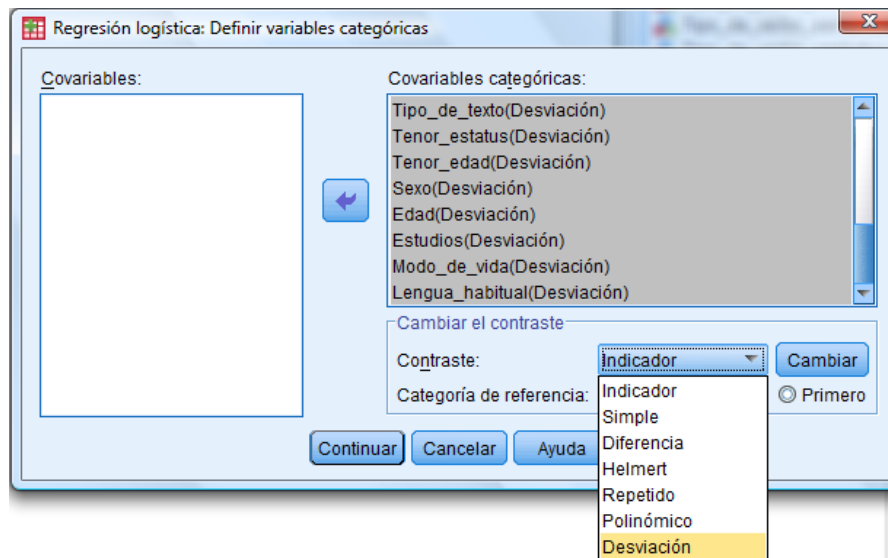 Regresión logística: Definir variables categóricas
Covariables:
Covariables categóricas:
Tipo_de_texto(Desviación)
Tenor_estatus(Desviación)
Tenor_edad(Desviación)
Sexo(Desviación)
Edad(Desviación)
Estudios(Desviación)
Modo_de_vida(Desviación)
Lengua_habitual(Desviación)
Cambiar el contraste
Contraste: Indicador Cambiar
Categoría de referencia: Primero
Indicador
Simple
Diferencia
Helmert
Repetido
Polinómico
Desviación
Continuar Cancelar Ayuda